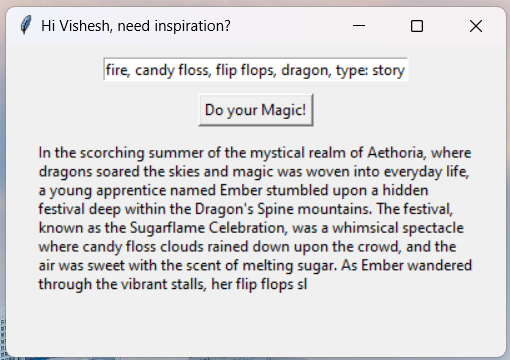 Hi Vishesh, need inspiration?
fire, candy floss, flip flops, dragon, type: story
Do your Magic!
In the scorching summer of the mystical realm of Aethoria, where
dragons soared the skies and magic was woven into everyday life,
a young apprentice named Ember stumbled upon a hidden
festival deep within the Dragon's Spine mountains. The festival,
known as the Sugarflame Celebration, was a whimsical spectacle
where candy floss clouds rained down upon the crowd, and the
air was sweet with the scent of melting sugar. As Ember wandered
through the vibrant stalls, her flip flops sl